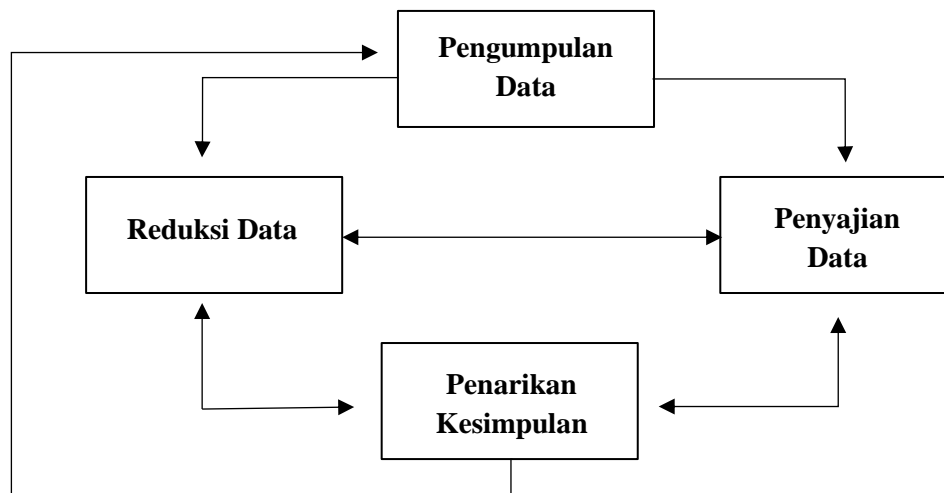 Pengumpulan
Data
Reduksi Data
Penyajian
Data
Penarikan
Kesimpulan